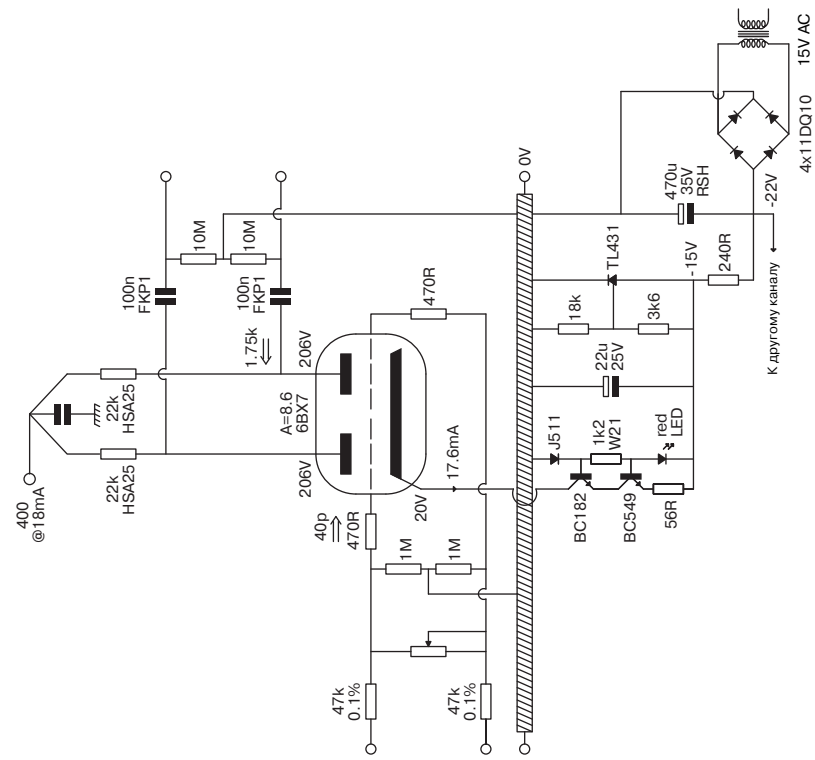 400
@18mA
22k
HSA25
22k
HSA25
100n
FKP1
100n
FKP1
10M
10M
1.75k
206V
206V
A=8.6
6BX7
20V
17.6mA
40p
470R
470R
1M
1M
47k
0.1%
47k
0.1%
0V
J511
1k2
W21
red
LED
BC182
BC549
56R
22u
25V
18k
3k6
TL431
-15V
240R
470u
35V
RSH
-22V
К другому каналу
15V AC
4x11DQ10